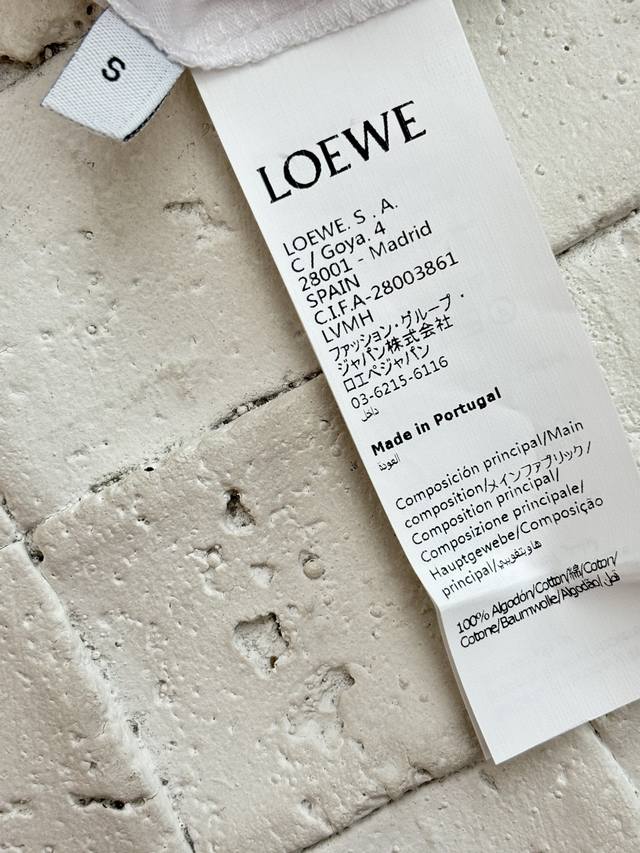 S
LOEWE
LOEWE. S . A.
C / Goya, 4
28001 - Madrid
SPAIN
C.I.F.A-28003861
LVMH
ファッション・グループ・
ジャパン株式会社
ロエベジャパン
03-6215-6116
Made in Portugal
Composición principal/Main
composition/メインファブリック/
Composition principal/
Composizione principale/
Hauptgewebe/Composição
principal/
100% Algodón/Cotton/綿/Coton/
Cotone/Baumwolle/Algodão/